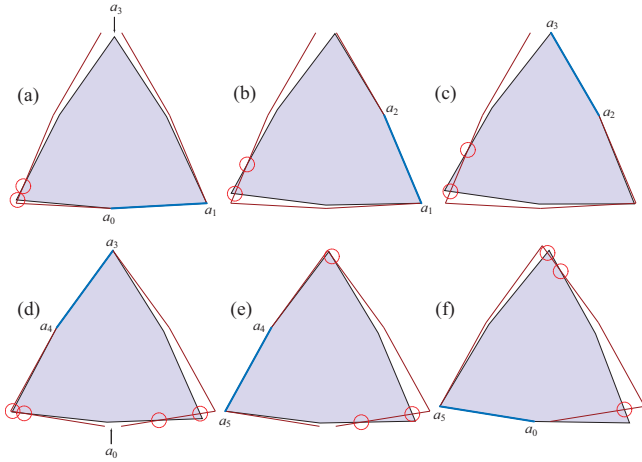 a₃
(a)
a₀
a₁
(b)
a₂
a₁
a₃
(c)
a₂
a₃
(d)
a₄
a₀
(e)
a₄
a₅
(f)
a₅
a₀